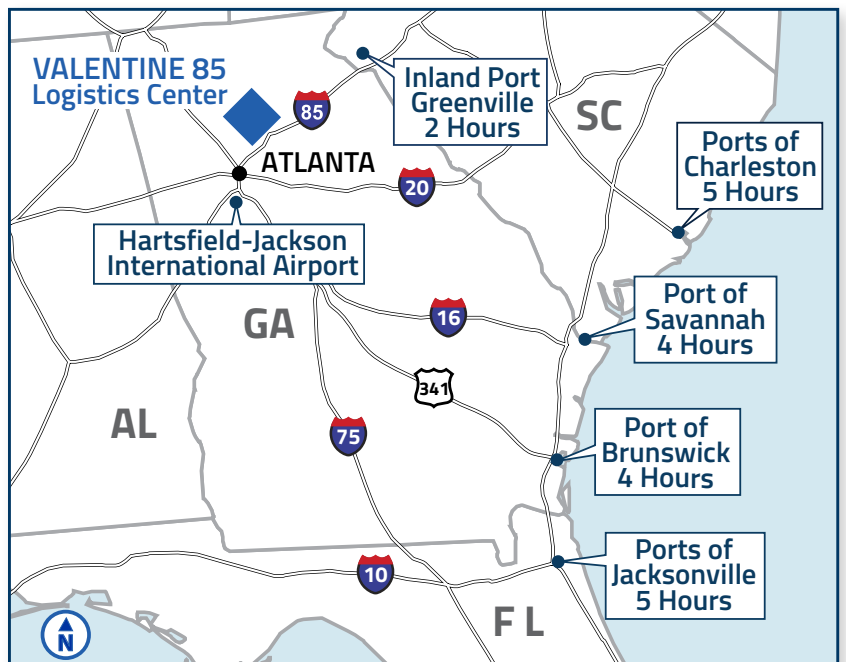 VALENTINE 85
Logistics Center
Inland Port
Greenville
2 Hours
85
SC
ATLANTA
Ports of
Charleston
5 Hours
20
Hartsfield-Jackson
International Airport
GA
16
Port of
Savannah
4 Hours
341
AL
75
Port of
Brunswick
4 Hours
10
Ports of
Jacksonville
5 Hours
FL
N